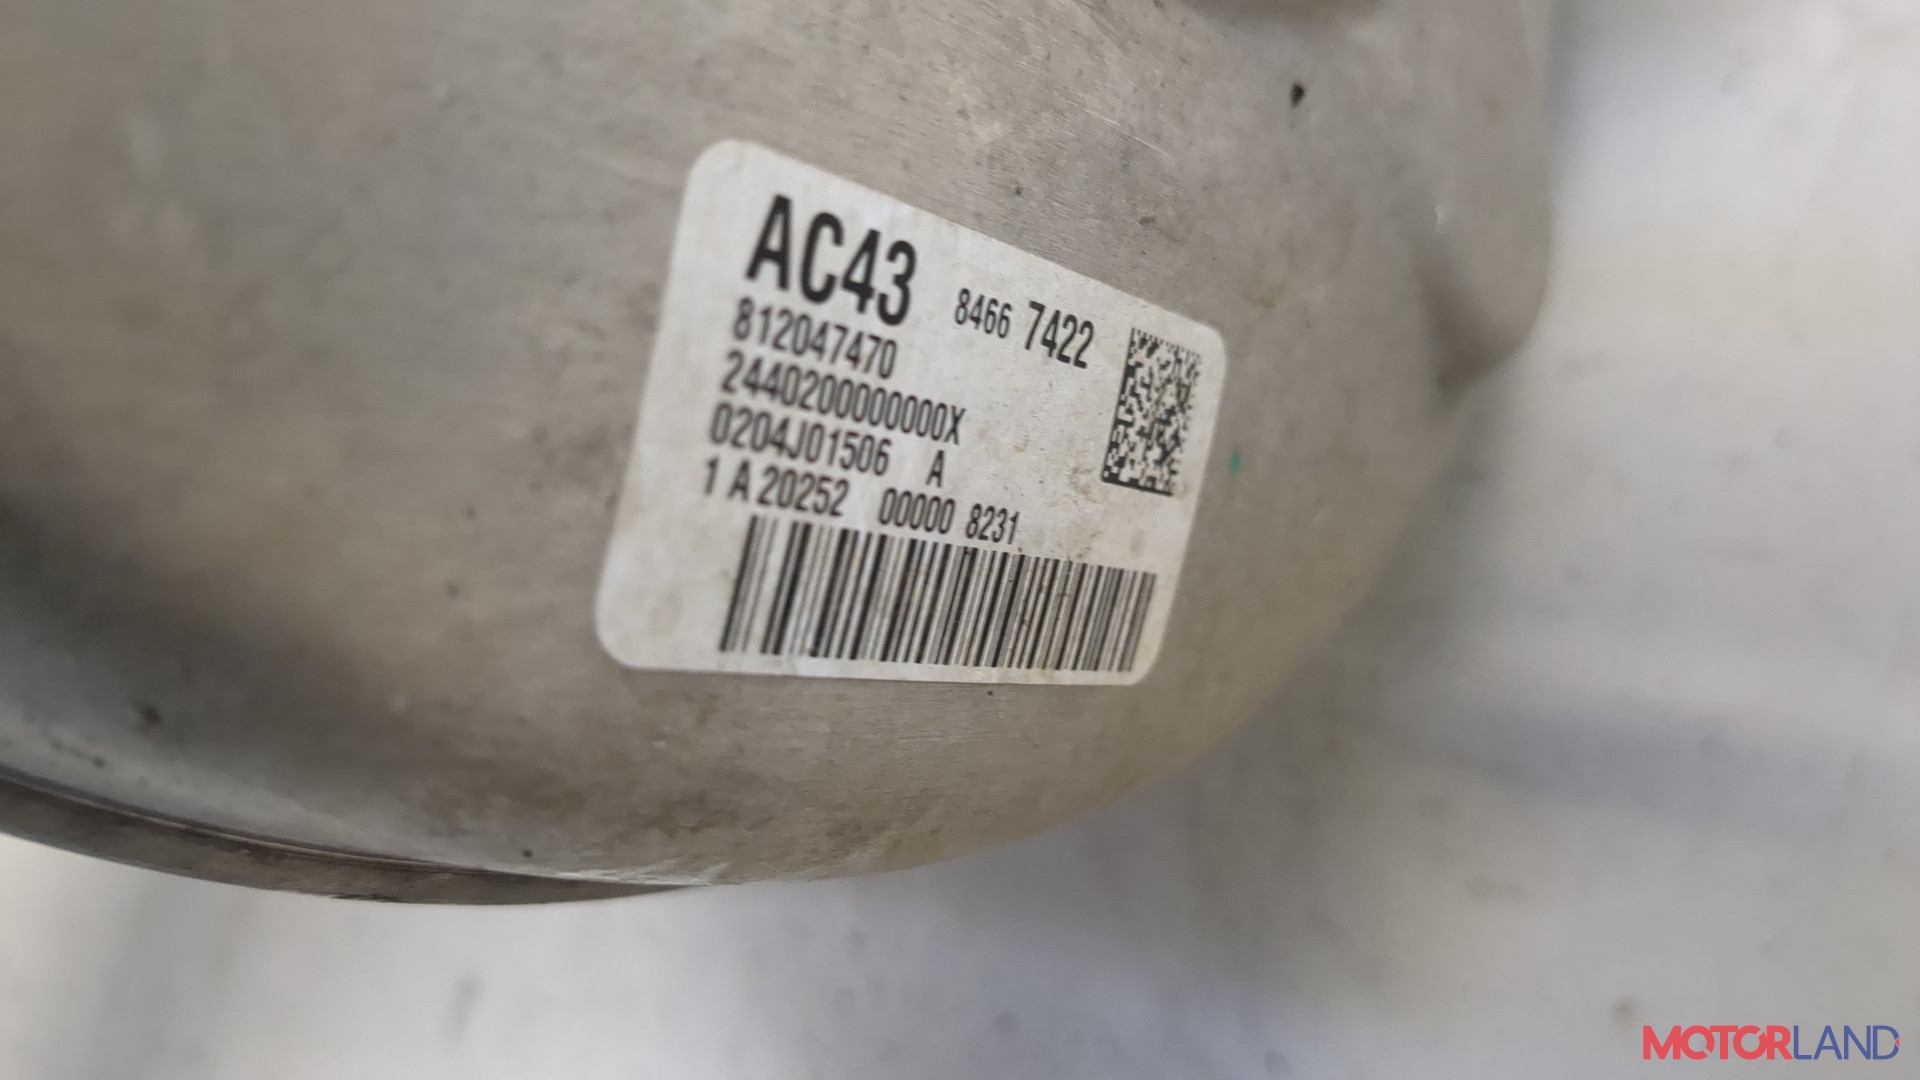 AC43
8466 7422
812047470
2440200000000X
0204J01506 A
1 A 20252 00000 8231
MOTORLAND